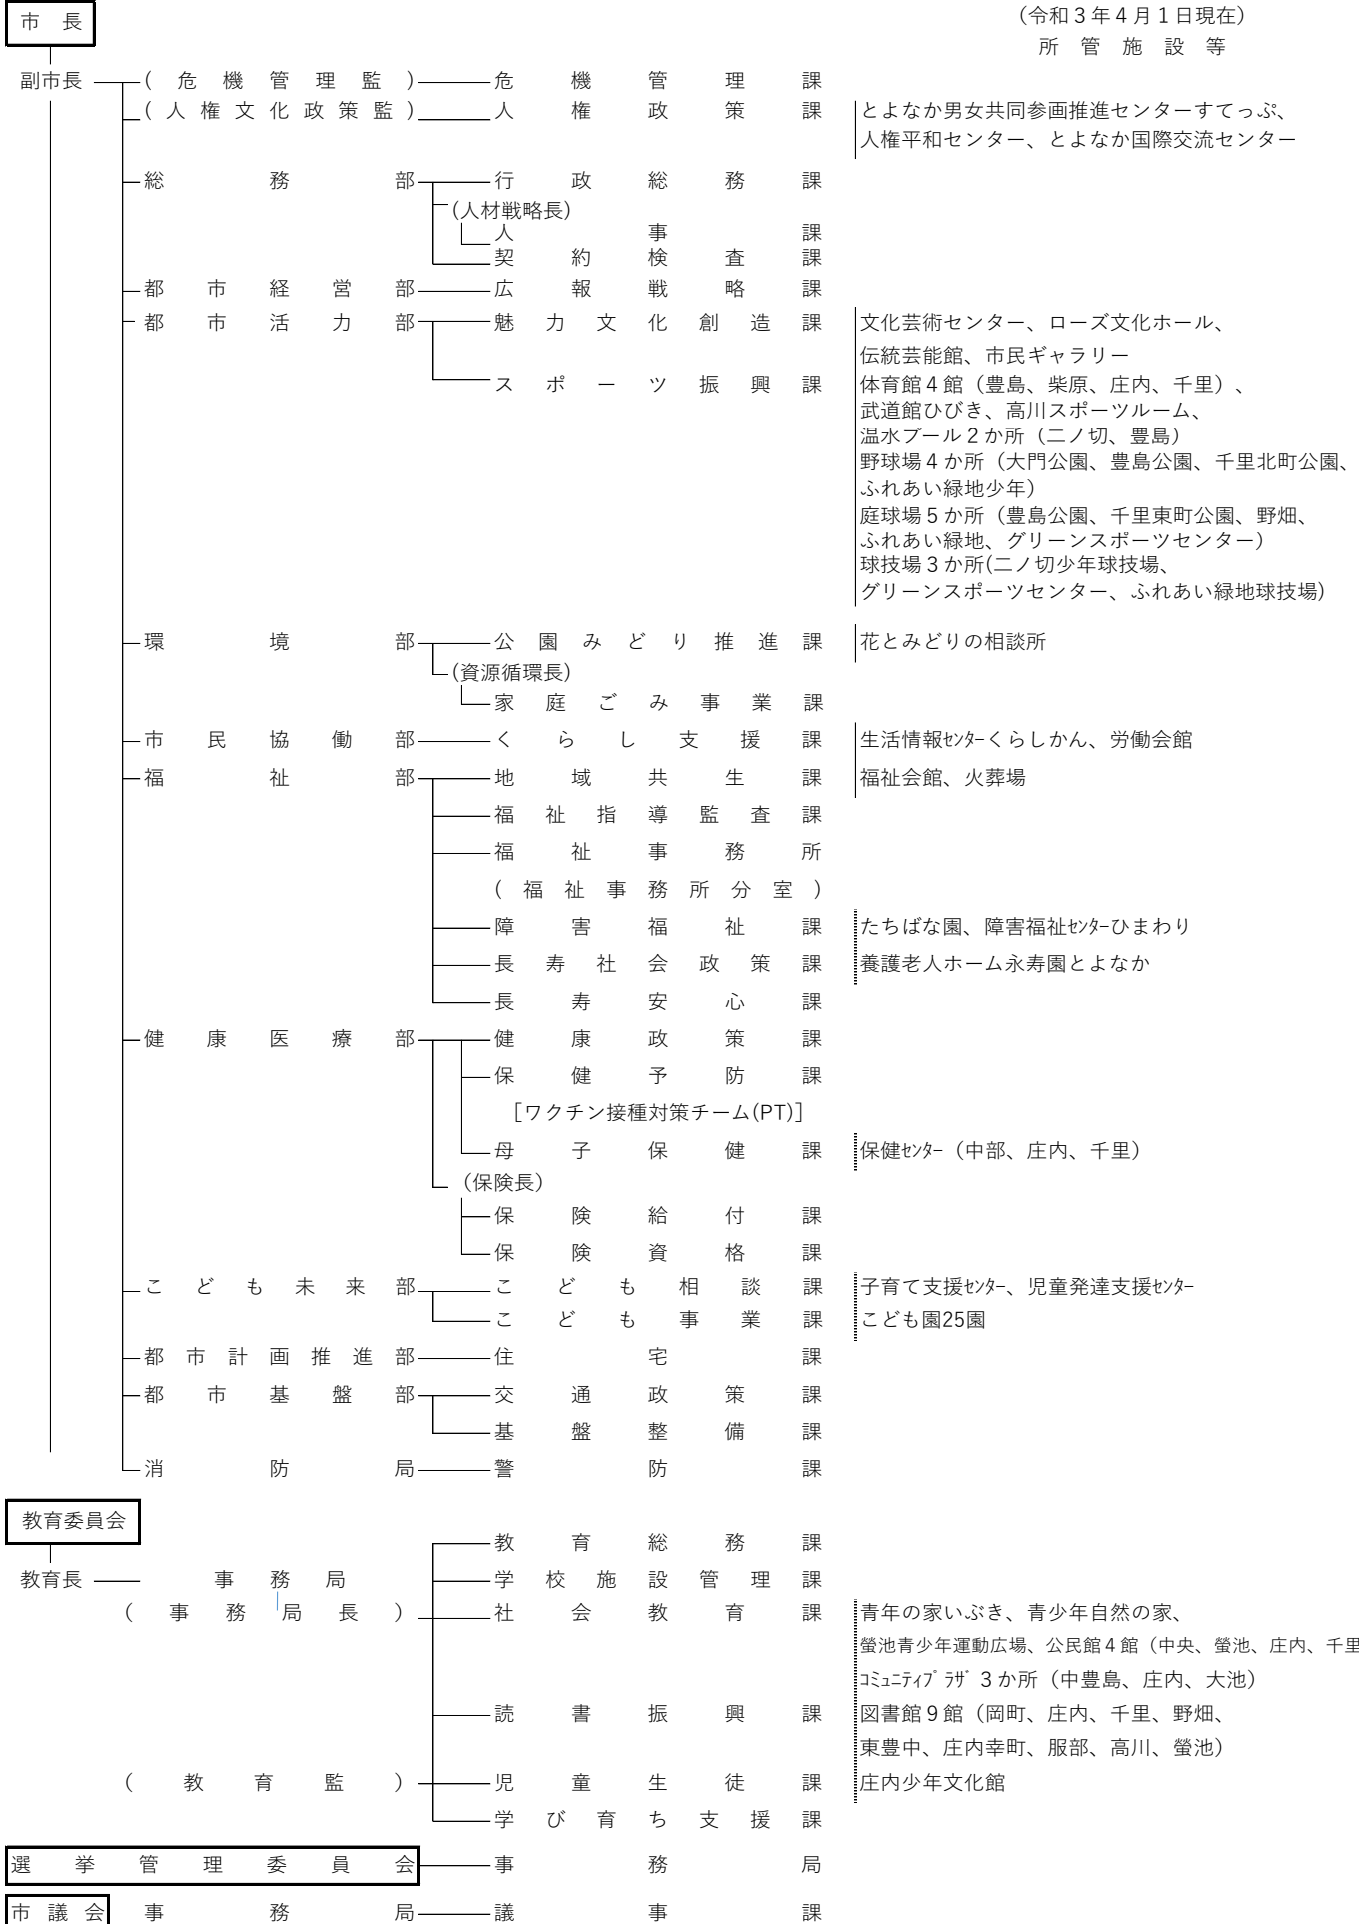 市長
(令和３年４月１日現在)
所管施設等
副市長 (危機管理監) 危機管理課
(人権文化政策監) 人権政策課 とよなか男女共同参画推進センターすてっぷ、
人権平和センター、とよなか国際交流センター
総務部 行政総務課
(人材戦略長)
人事課
契約検査課
都市経営部 広報戦略課
都市活力部 魅力文化創造課 文化芸術センター、ローズ文化ホール、
伝統芸能館、市民ギャラリー
スポーツ振興課 体育館４館（豊島、柴原、庄内、千里）、
武道館ひびき、高川スポーツルーム、
温水プール２か所（二ノ切、豊島）
野球場４か所（大門公園、豊島公園、千里北町公園、
ふれあい緑地少年）
庭球場５か所（豊島公園、千里東町公園、野畑、
ふれあい緑地、グリーンスポーツセンター）
球技場３か所(二ノ切少年球技場、
グリーンスポーツセンター、ふれあい緑地球技場)
環境部 公園みどり推進課 花とみどりの相談所
(資源循環長)
家庭ごみ事業課
市民協働部 くらし支援課 生活情報ｾﾝﾀｰくらしかん、労働会館
福祉部 地域共生課 福祉会館、火葬場
福祉指導監査課
福祉事務所
(福祉事務所分室)
障害福祉課 たちばな園、障害福祉ｾﾝﾀｰひまわり
長寿社会政策課 養護老人ホーム永寿園とよなか
長寿安心課
健康医療部 健康政策課
保健予防課
［ワクチン接種対策チーム(PT)］
母子保健課 保健ｾﾝﾀｰ（中部、庄内、千里）
(保険長)
保険給付課
保険資格課
こども未来部 こども相談課 子育て支援ｾﾝﾀｰ、児童発達支援ｾﾝﾀｰ
こども事業課 こども園25園
都市計画推進部 住宅課
都市基盤部 交通政策課
基盤整備課
消防局 警防課
教育委員会
教育総務課
教育長 事務局 学校施設管理課
(事務局長) 社会教育課 青年の家いぶき、青少年自然の家、
螢池青少年運動広場、公民館４館（中央、螢池、庄内、千里
ｺﾐｭﾆﾃｨﾌﾟﾗｻﾞ３か所（中豊島、庄内、大池）
読書振興課 図書館９館（岡町、庄内、千里、野畑、
東豊中、庄内幸町、服部、高川、螢池）
(教育監) 児童生徒課 庄内少年文化館
学び育ち支援課
選挙管理委員会 事務局
市議会 事務局 議事課